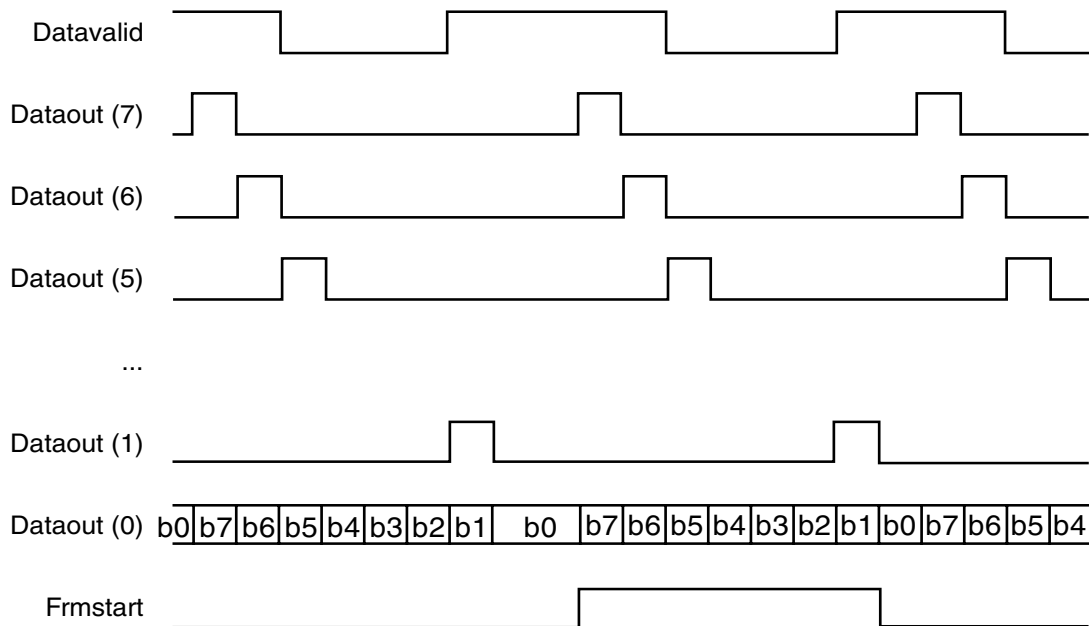 Datavalid
Dataout (7)
Dataout (6)
Dataout (5)
...
Dataout (1)
Dataout (0) b0 b7 b6 b5 b4 b3 b2 b1 b0 b7 b6 b5 b4 b3 b2 b1 b0 b7 b6 b5 b4
Frmstart